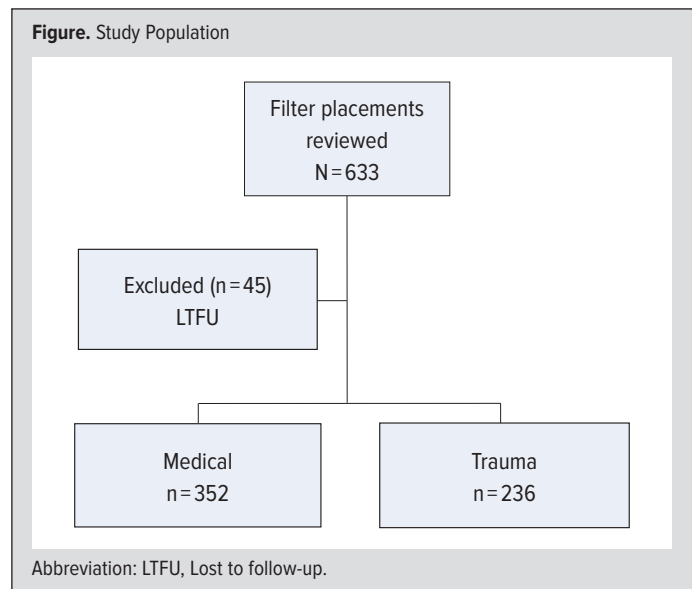 Figure. Study Population
Filter placements
reviewed
N=633
Excluded (n=45)
LTFU
Medical
n=352
Trauma
n=236
Abbreviation: LTFU, Lost to follow-up.